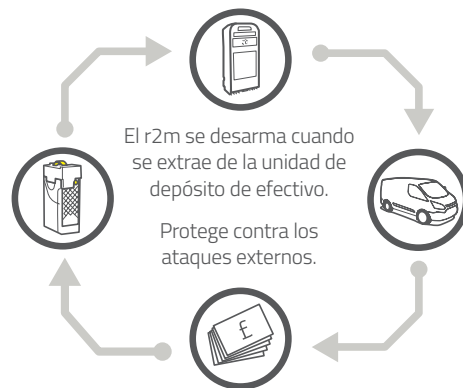 El r2m se desarma cuando
se extrae de la unidad de
depósito de efectivo.
Protege contra los
ataques externos.
£